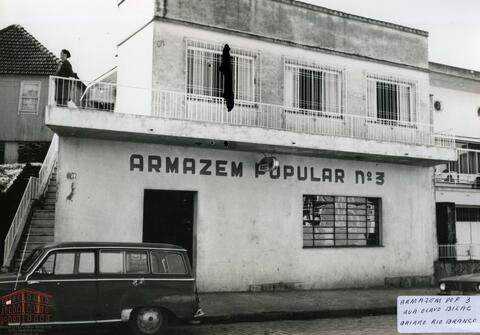 ARMAZEM POPULAR Nº3
ARMAZEM POP 3
RUA OLAVO BILAC
BAIRRO RIO BRANCO